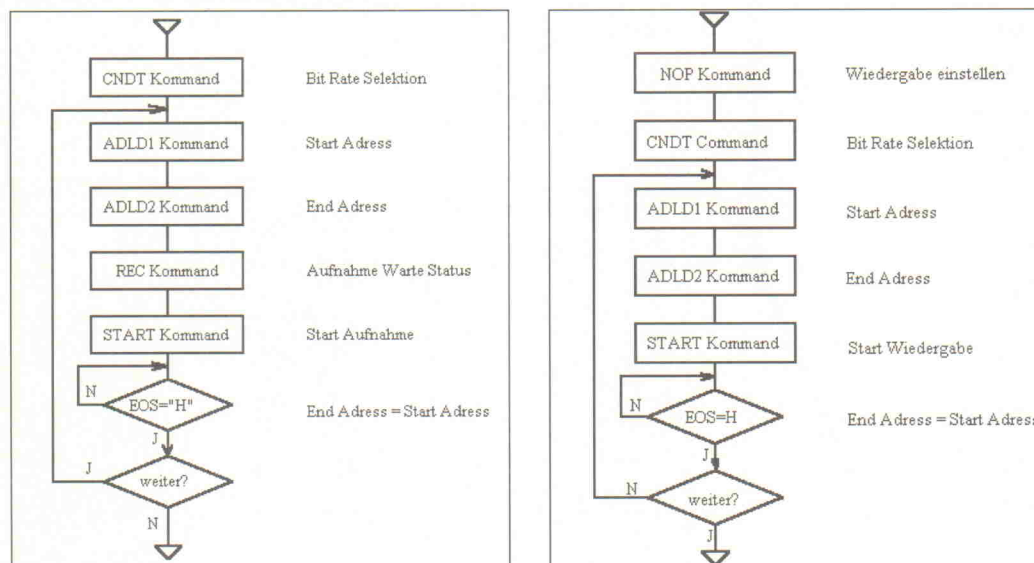 CNDT Kommand
Bit Rate Selektion
ADLD1 Kommand
Start Adress
ADLD2 Kommand
End Adress
REC Kommand
Aufnahme Warte Status
START Kommand
Start Aufnahme
N
EOS="H"
End Adress = Start Adress
J
J
weiter?
N
NOP Kommand
Wiedergabe einstellen
CNDT Command
Bit Rate Selektion
ADLD1 Kommand
Start Adress
ADLD2 Kommand
End Adress
START Kommand
Start Wiedergabe
N
EOS=H
End Adress = Start Adress
J
N
weiter?
J